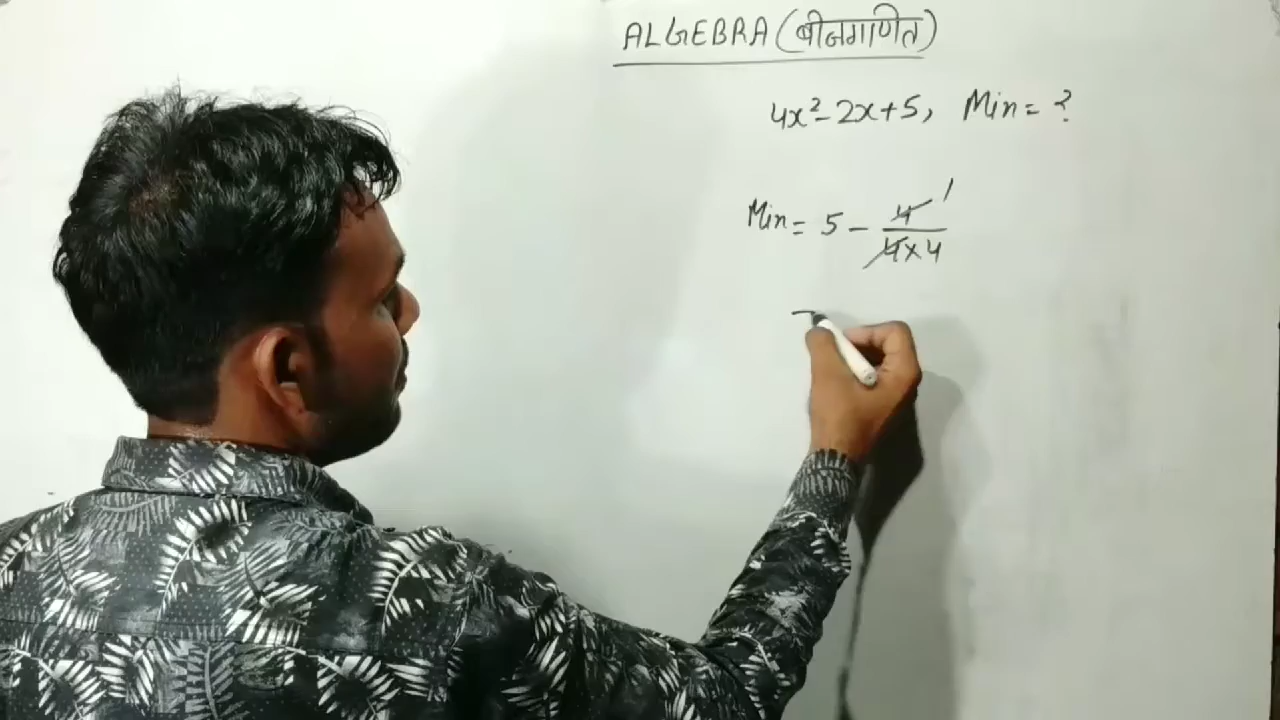 ALGEBRA (बीजगणित)
4x² - 2x + 5, Min = ?
Min = 5 - 4 1
4 × 4